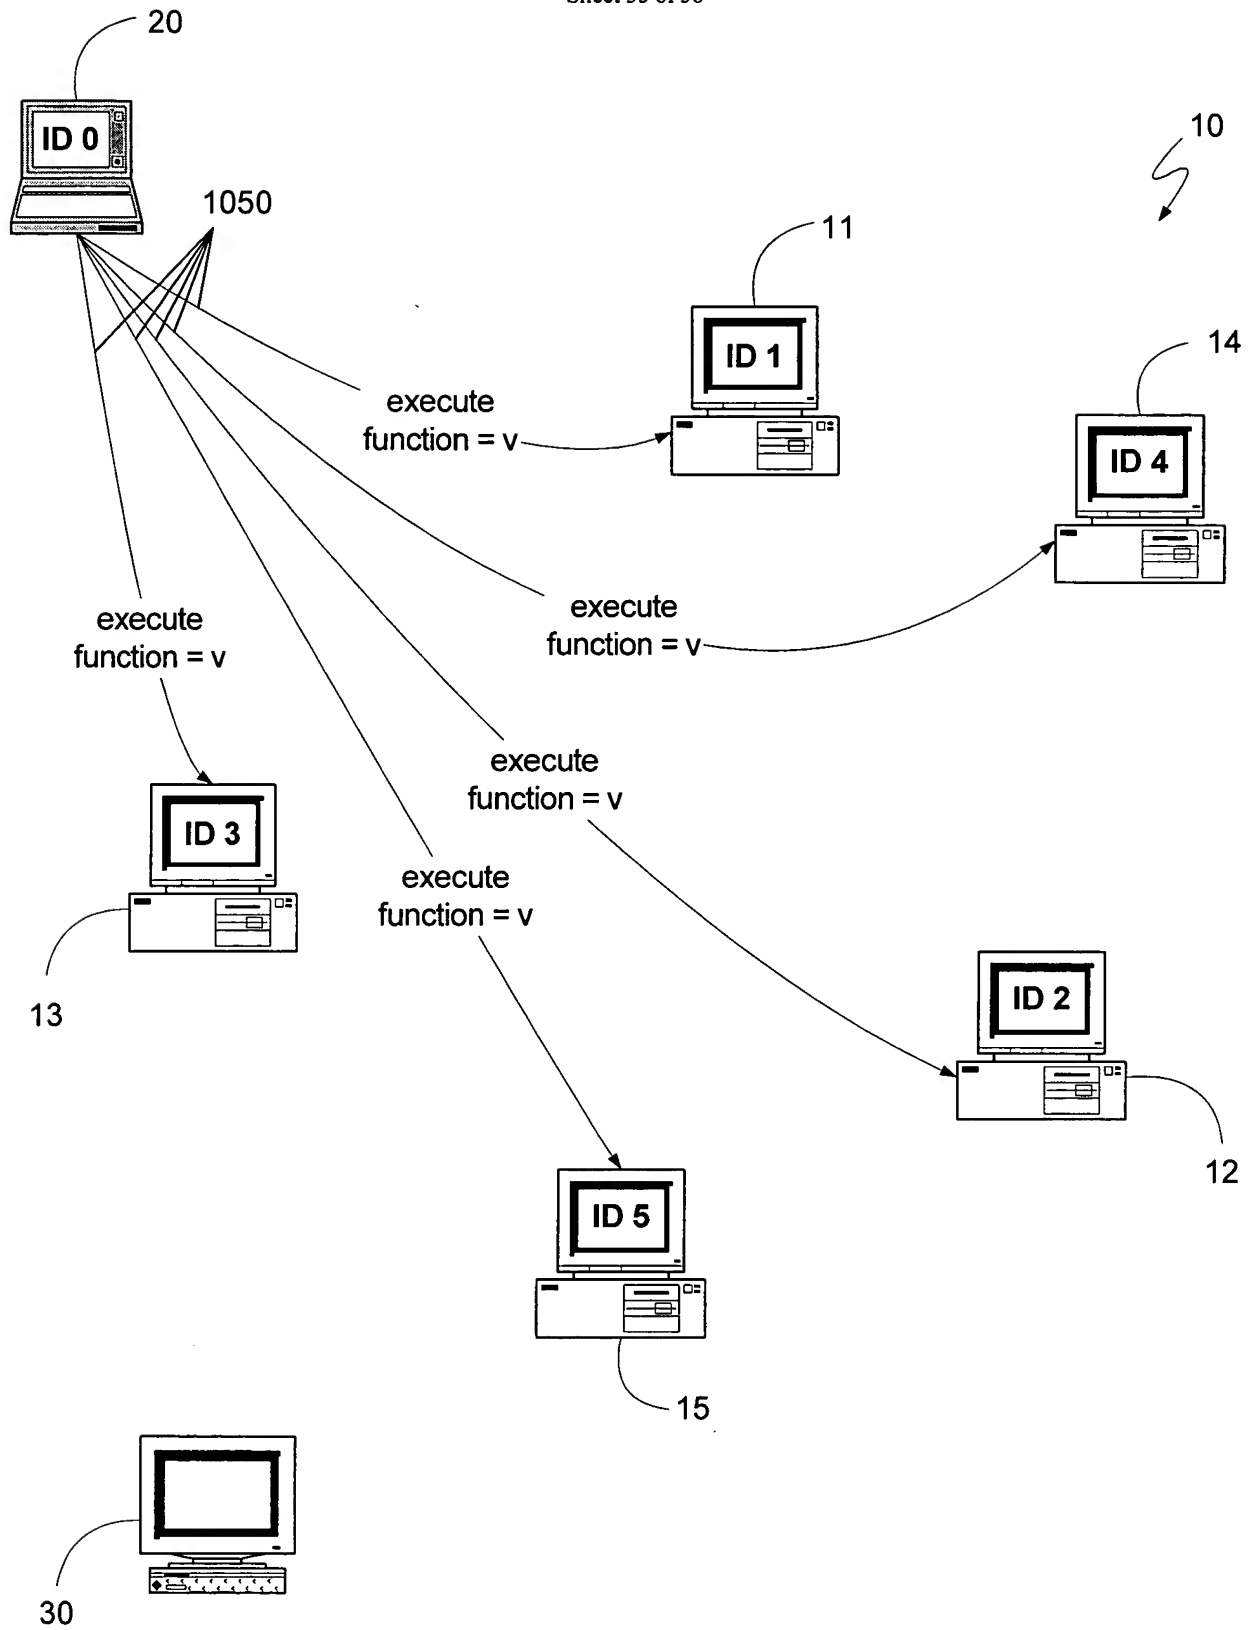 20
ID 0
10
1050
11
ID 1
14
execute
function = v
ID 4
execute
function = v
execute
function = v
execute
function = v
ID 3
execute
function = v
13
ID 2
12
ID 5
15
30